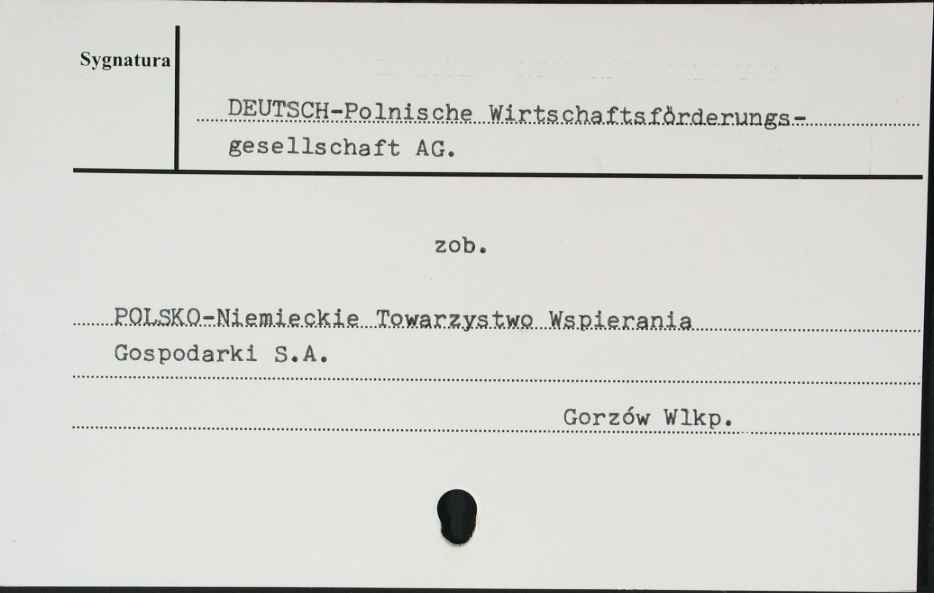 Sygnatura
DEUTSCH-Polnische Wirtschaftsförderungs-
gesellschaft AG.
zob.
POLSKO-Niemieckie Towarzystwo Wspierania
Gospodarki S.A.
Gorzów Wlkp.